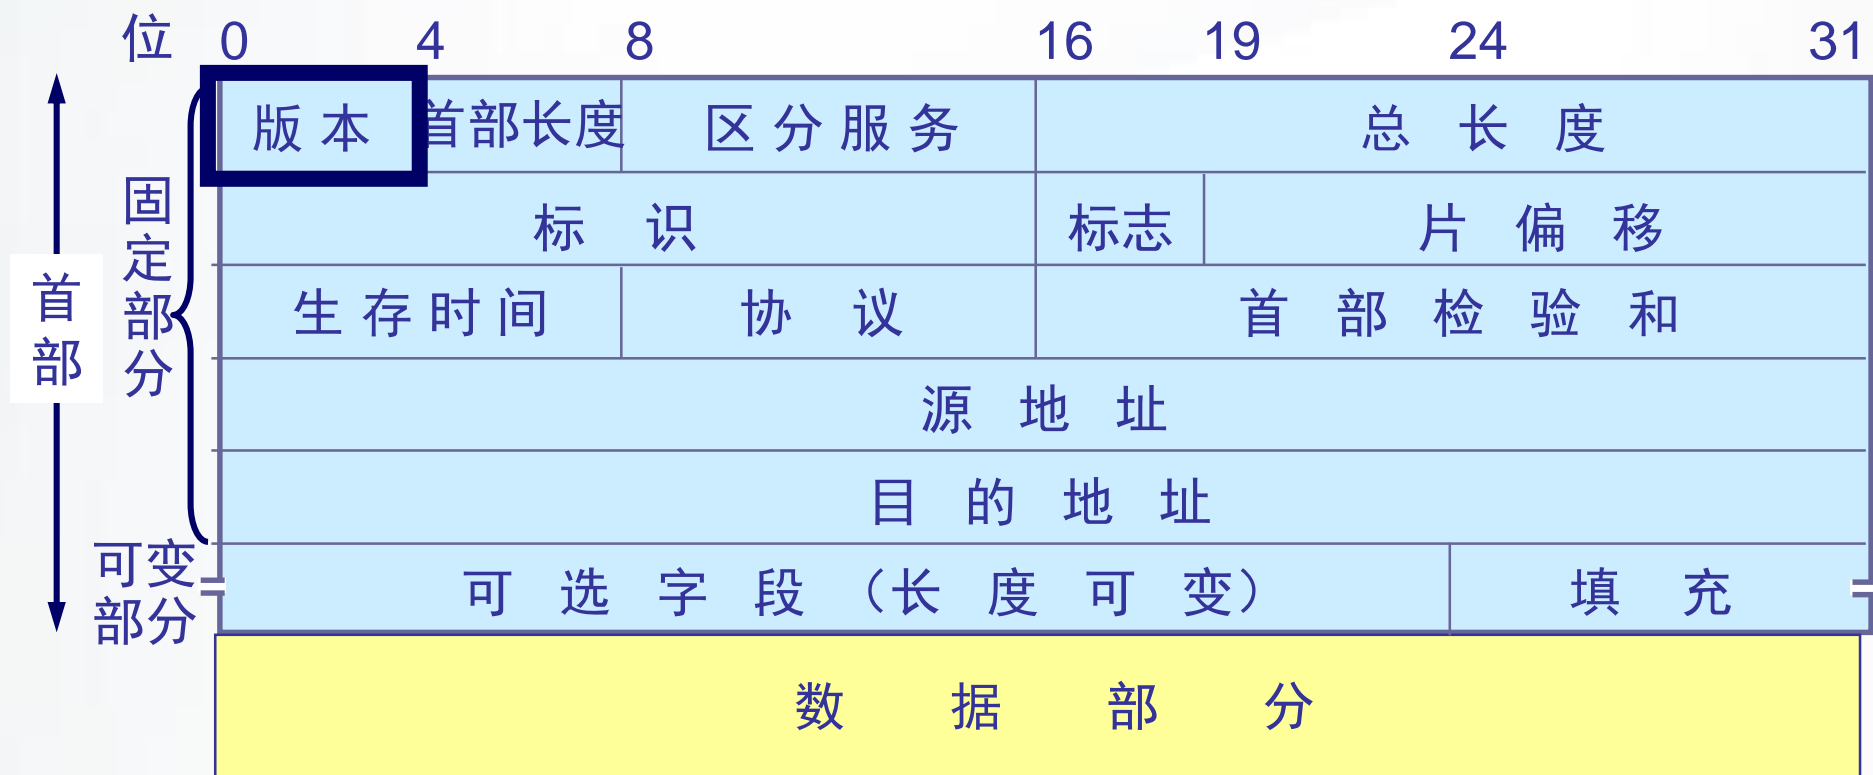 位 0 4 8 16 19 24 31
版 本 首部长度 区 分 服 务 总 长 度
标 识 标志 片 偏 移
生 存 时 间 协 议 首 部 检 验 和
源 地 址
目 的 地 址
可 选 字 段 （长 度 可 变） 填 充
数 据 部 分
首部
固定部分
可变
部分